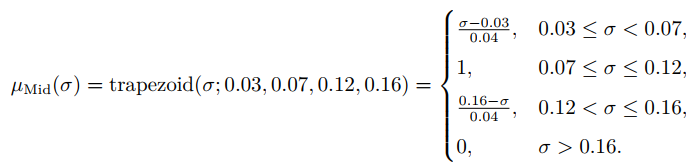 μ_Mid(σ) = trapezoid(σ; 0.03, 0.07, 0.12, 0.16) = { (σ−0.03)/0.04, 0.03 ≤ σ < 0.07,
1, 0.07 ≤ σ ≤ 0.12,
(0.16−σ)/0.04, 0.12 < σ ≤ 0.16,
0, σ > 0.16.